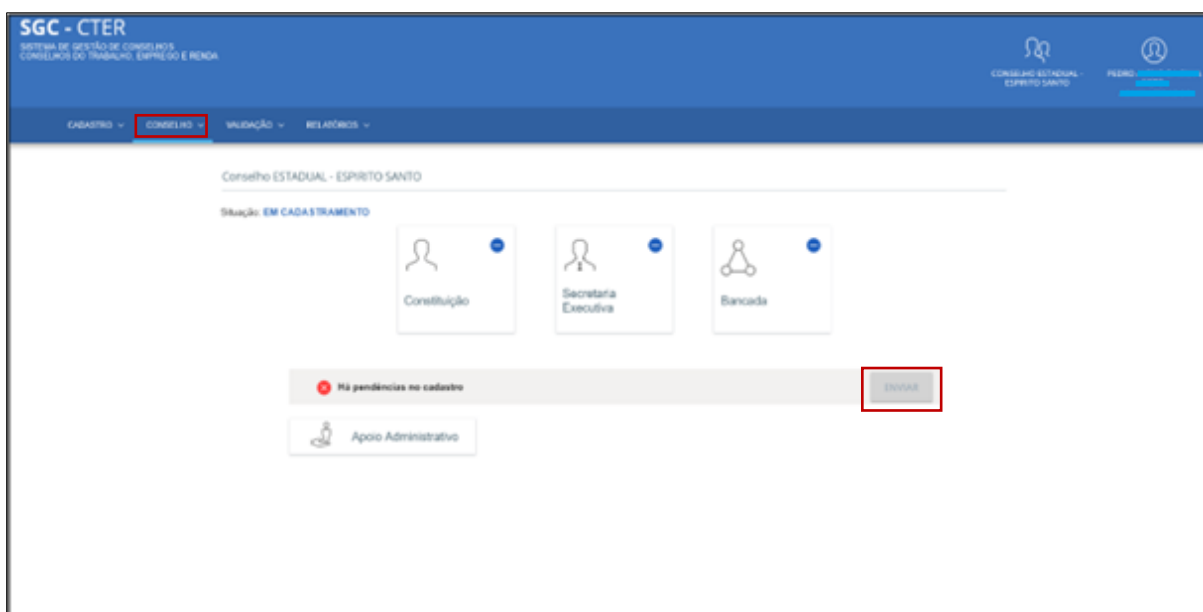 SGC - CTER
SISTEMA DE GESTÃO DE CONSELHOS
CONSELHOS DO TRABALHO, EMPREGO E RENDA
CONSELHO ESTADUAL -
ESPIRITO SANTO
PEDRO
CADASTRO CONSELHO VALIDAÇÃO RELATÓRIOS
Conselho ESTADUAL - ESPIRITO SANTO
Situação: EM CADASTRAMENTO
Constituição
Secretaria
Executiva
Bancada
Há pendências no cadastro
ENVIAR
Apoio Administrativo